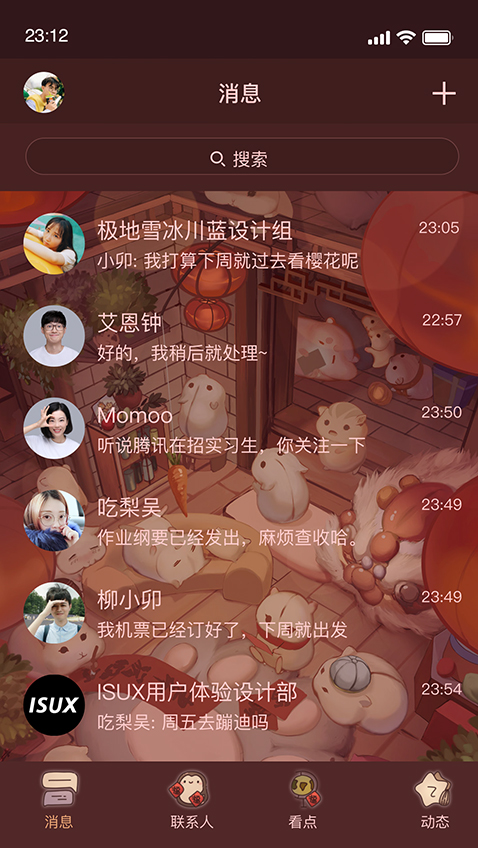 23:12
消息
搜索
极地雪冰川蓝设计组 23:05
小卯: 我打算下周就过去看樱花呢
艾恩钟 22:57
好的，我稍后就处理~
Momoo 23:50
听说腾讯在招实习生，你关注一下
吃梨吴 23:49
作业纲要已经发出，麻烦查收哈。
柳小卯 23:49
我机票已经订好了，下周就出发
ISUX
ISUX用户体验设计部 23:54
吃梨吴: 周五去蹦迪吗
消息 联系人 看点 动态